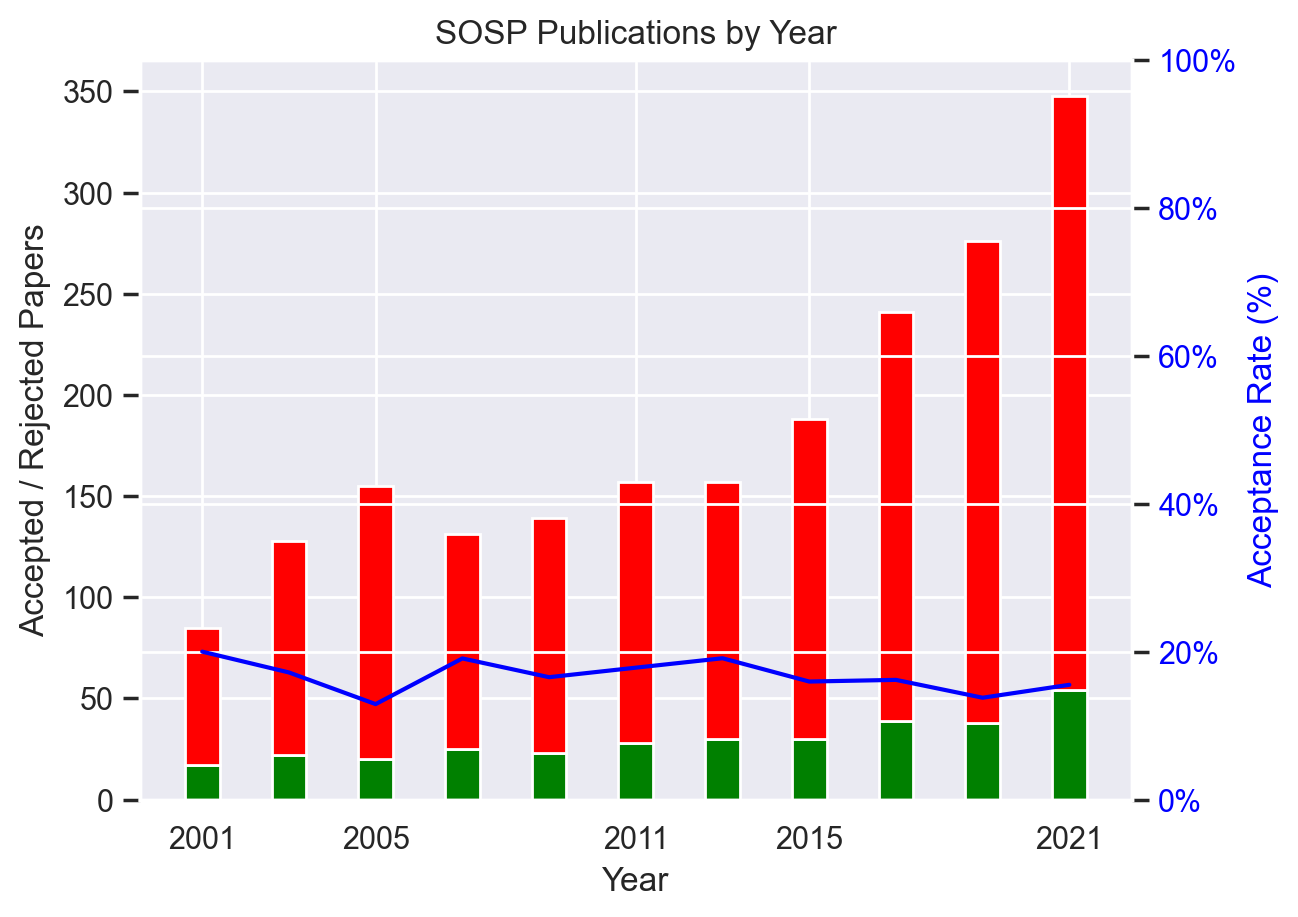 SOSP Publications by Year
Accepted / Rejected Papers
350
300
250
200
150
100
50
0
100%
80%
60%
40%
20%
0%
Acceptance Rate (%)
2001 2005 2011 2015 2021
Year